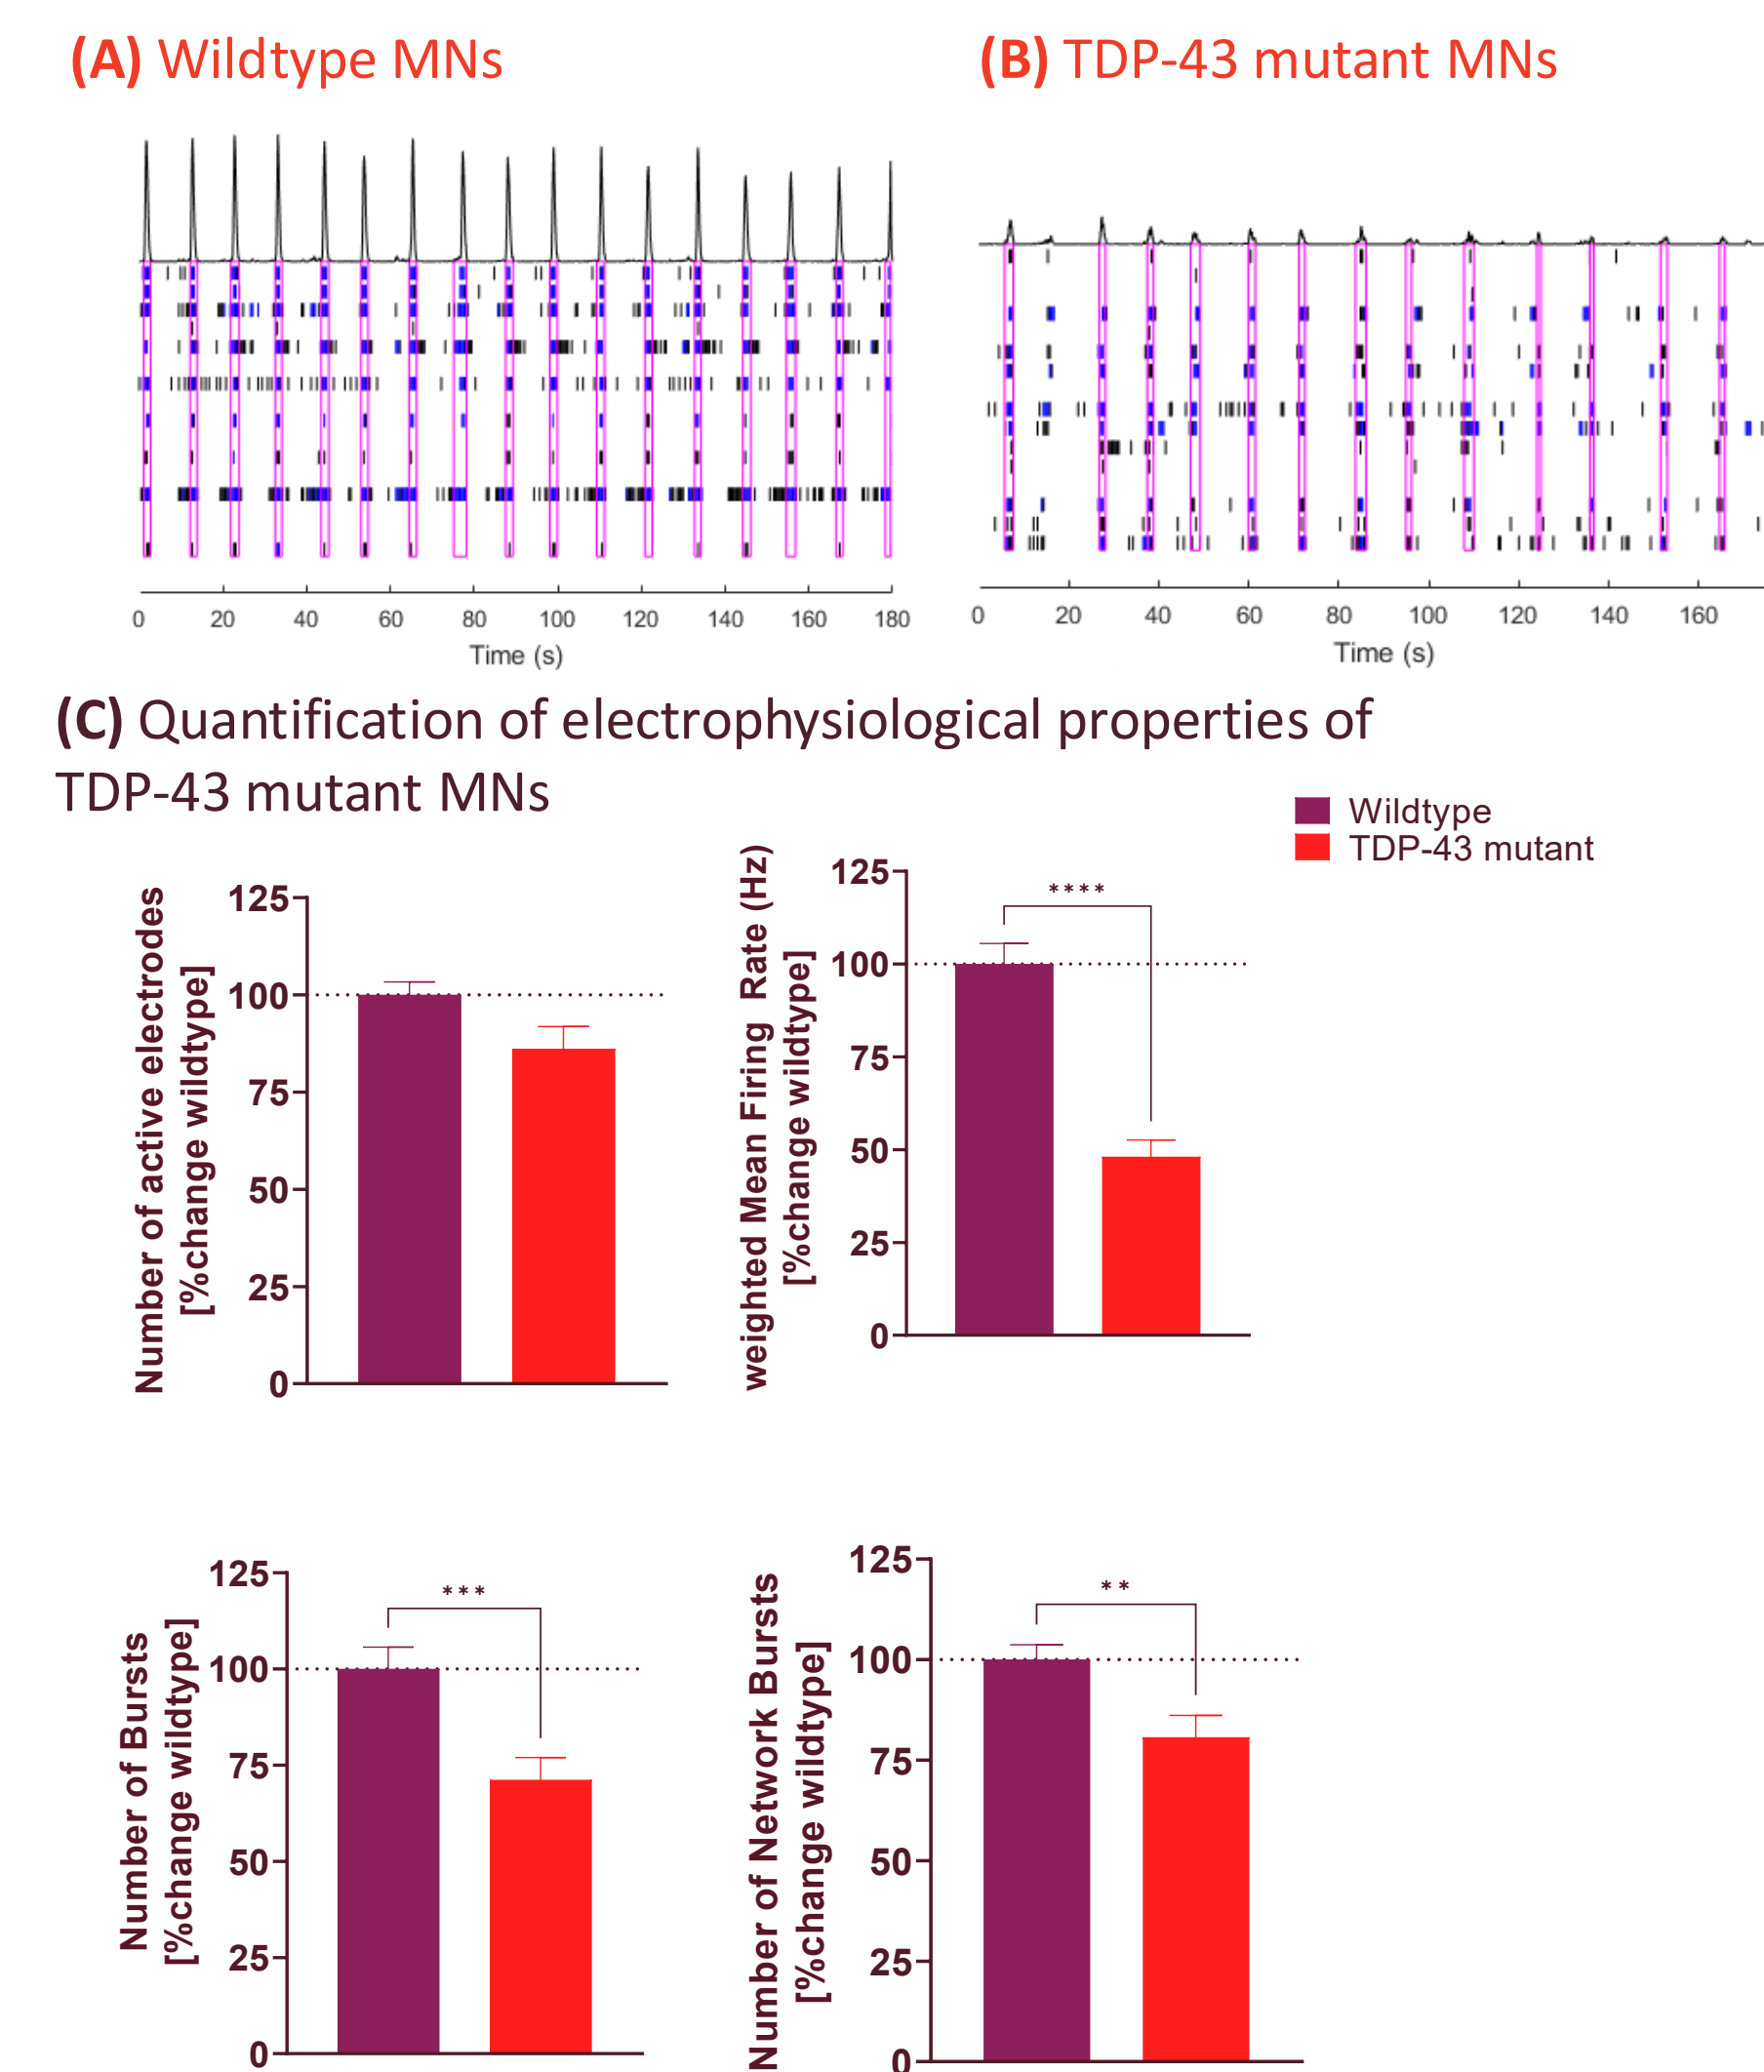 (A) Wildtype MNs
(B) TDP-43 mutant MNs
0 20 40 60 80 100 120 140 160 180
Time (s)
0 20 40 60 80 100 120 140 160
Time (s)
(C) Quantification of electrophysiological properties of
TDP-43 mutant MNs
Wildtype
TDP-43 mutant
Number of active electrodes
[%change wildtype]
125
100
75
50
25
0
weighted Mean Firing Rate (Hz)
[%change wildtype]
125
100
75
50
25
0
****
Number of Bursts
[%change wildtype]
125
100
75
50
25
0
***
Number of Network Bursts
[%change wildtype]
125
100
75
50
25
0
**